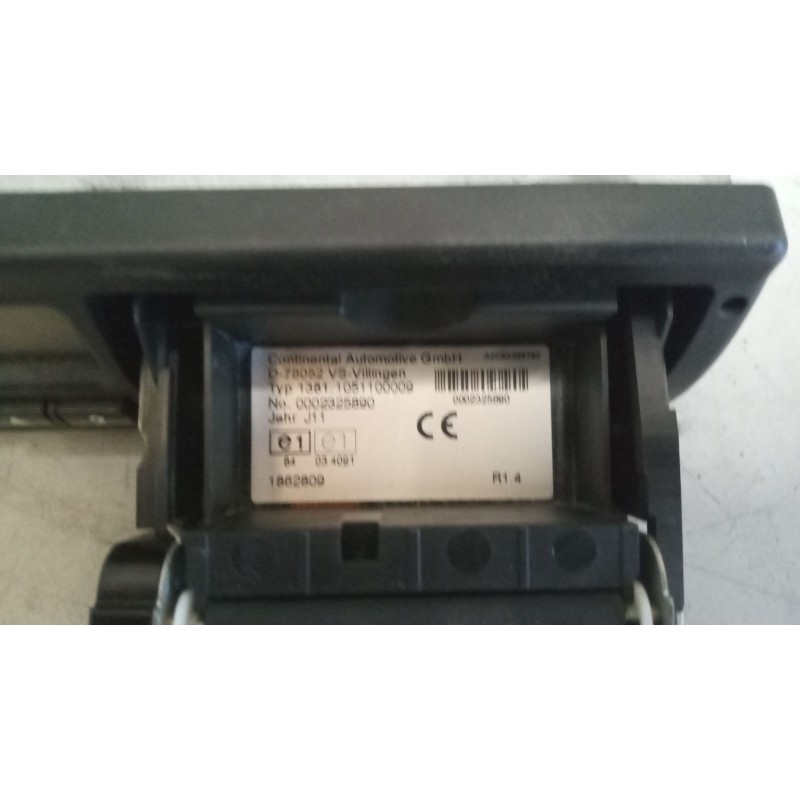 Continental Automotive GmbH
D-78052 VS-Villingen
Typ 1381.1051100009
No. 0002325890
0002325890
Jahr J11
e1 e1
CE
84 03 4091
1862809 R1.4